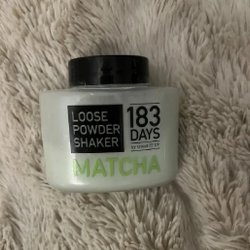 LOOSE
POWDER
SHAKER
183
DAYS
MATCHA